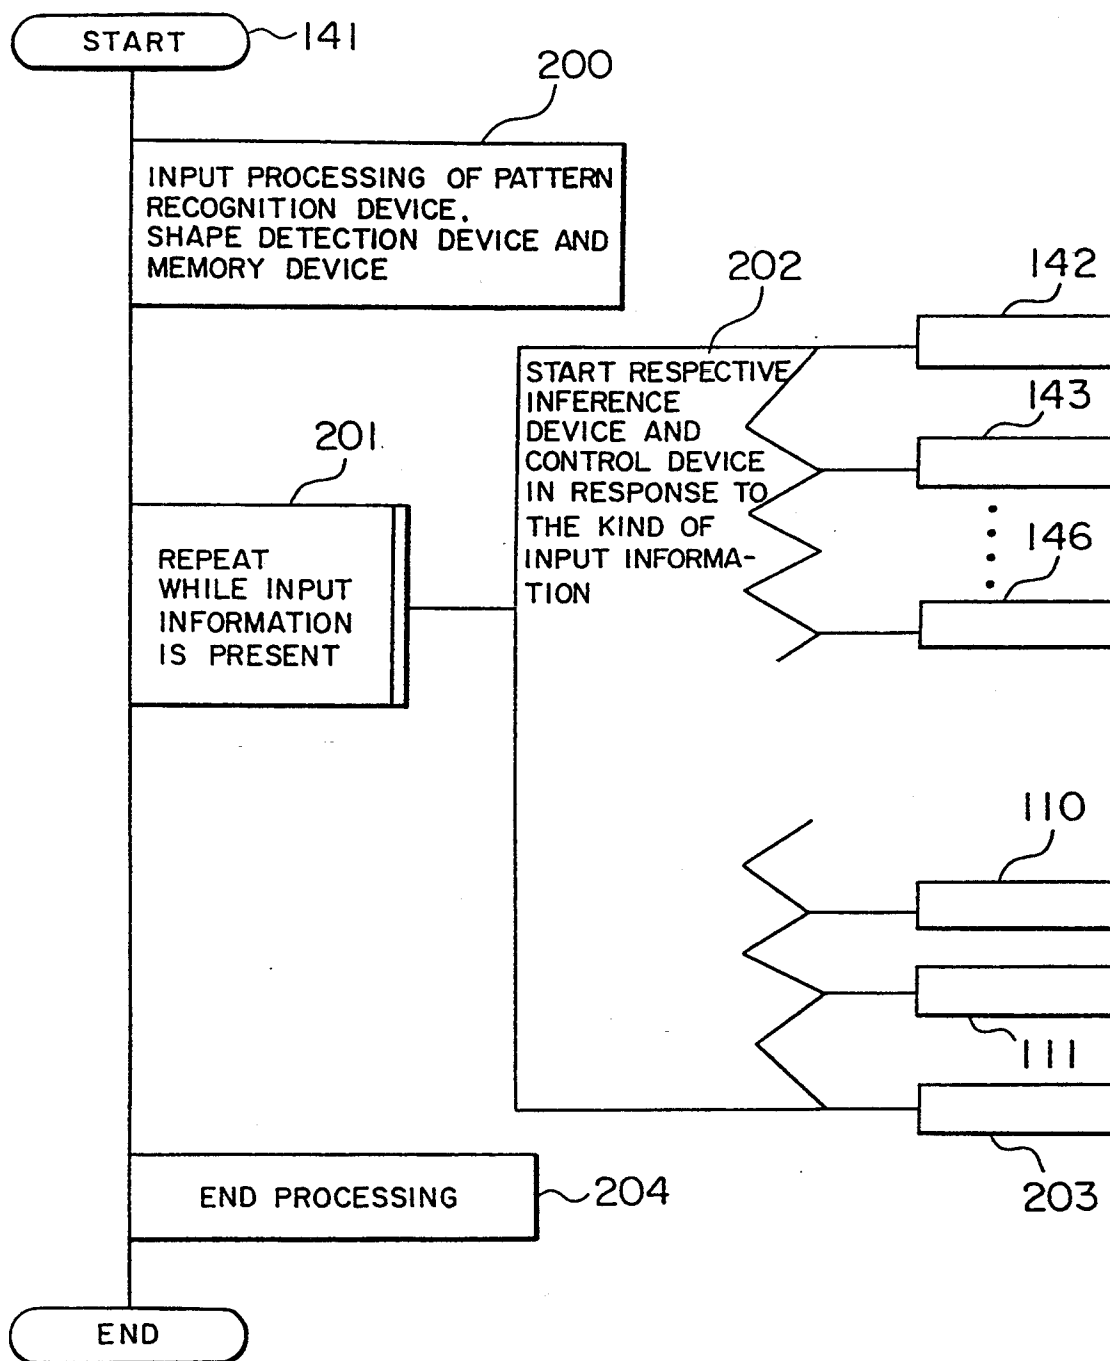 START
141
200
INPUT PROCESSING OF PATTERN
RECOGNITION DEVICE.
SHAPE DETECTION DEVICE AND
MEMORY DEVICE
202
142
START RESPECTIVE
INFERENCE
DEVICE AND
CONTROL DEVICE
IN RESPONSE TO
THE KIND OF
INPUT INFORMA-
TION
143
201
146
REPEAT
WHILE INPUT
INFORMATION
IS PRESENT
110
111
203
END PROCESSING
204
END